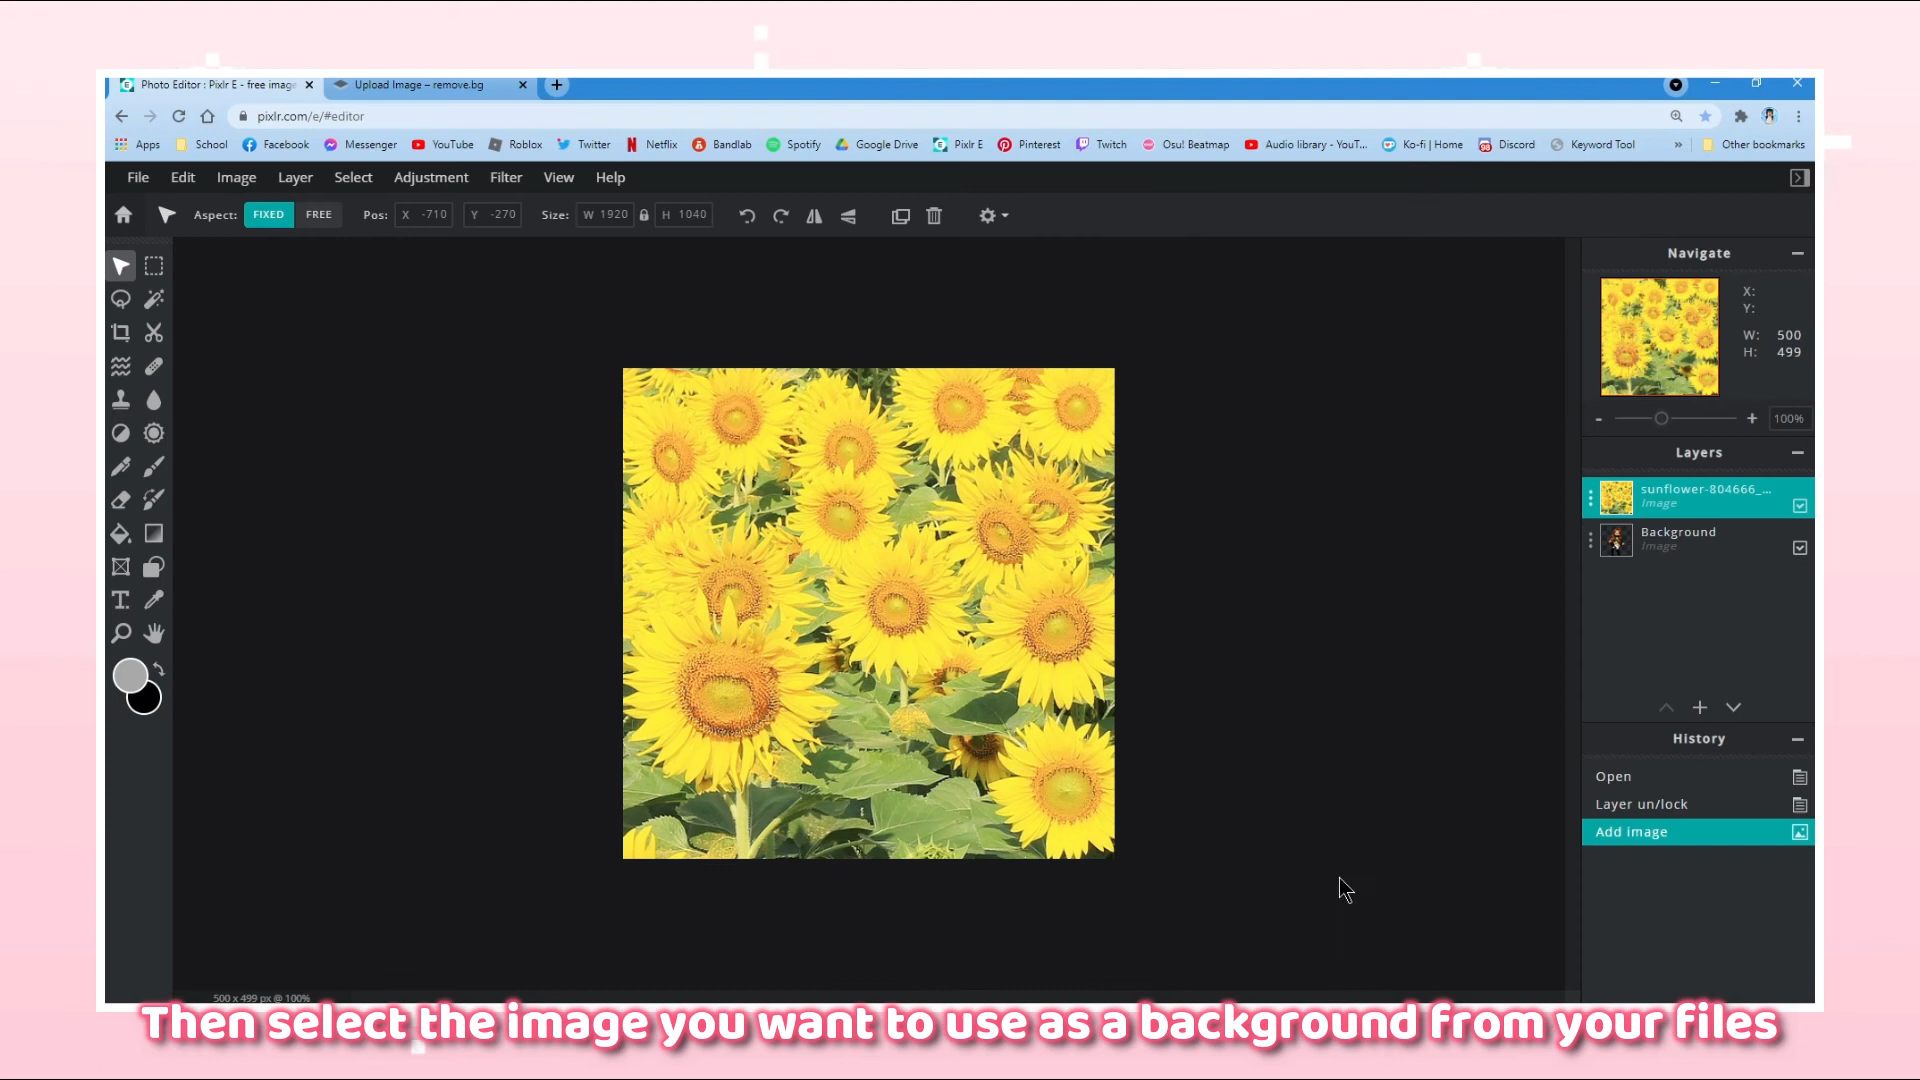 Photo Editor : Pixlr E - free image
Upload Image – remove.bg
pixlr.com/e/#editor
Apps School Facebook Messenger YouTube Roblox Twitter Netflix Bandlab Spotify Google Drive Pixlr E Pinterest Twitch Osu! Beatmap Audio library - YouT... Ko-fi | Home Discord Keyword Tool » Other bookmarks
File Edit Image Layer Select Adjustment Filter View Help
Aspect: FIXED FREE Pos: X -710 Y -270 Size: W 1920 H 1040
Navigate
X:
Y:
W: 500
H: 499
- + 100%
Layers
sunflower-804666_...
Image
Background
Image
History
Open
Layer un/lock
Add image
500 x 499 px @ 100%
Then select the image you want to use as a background from your files